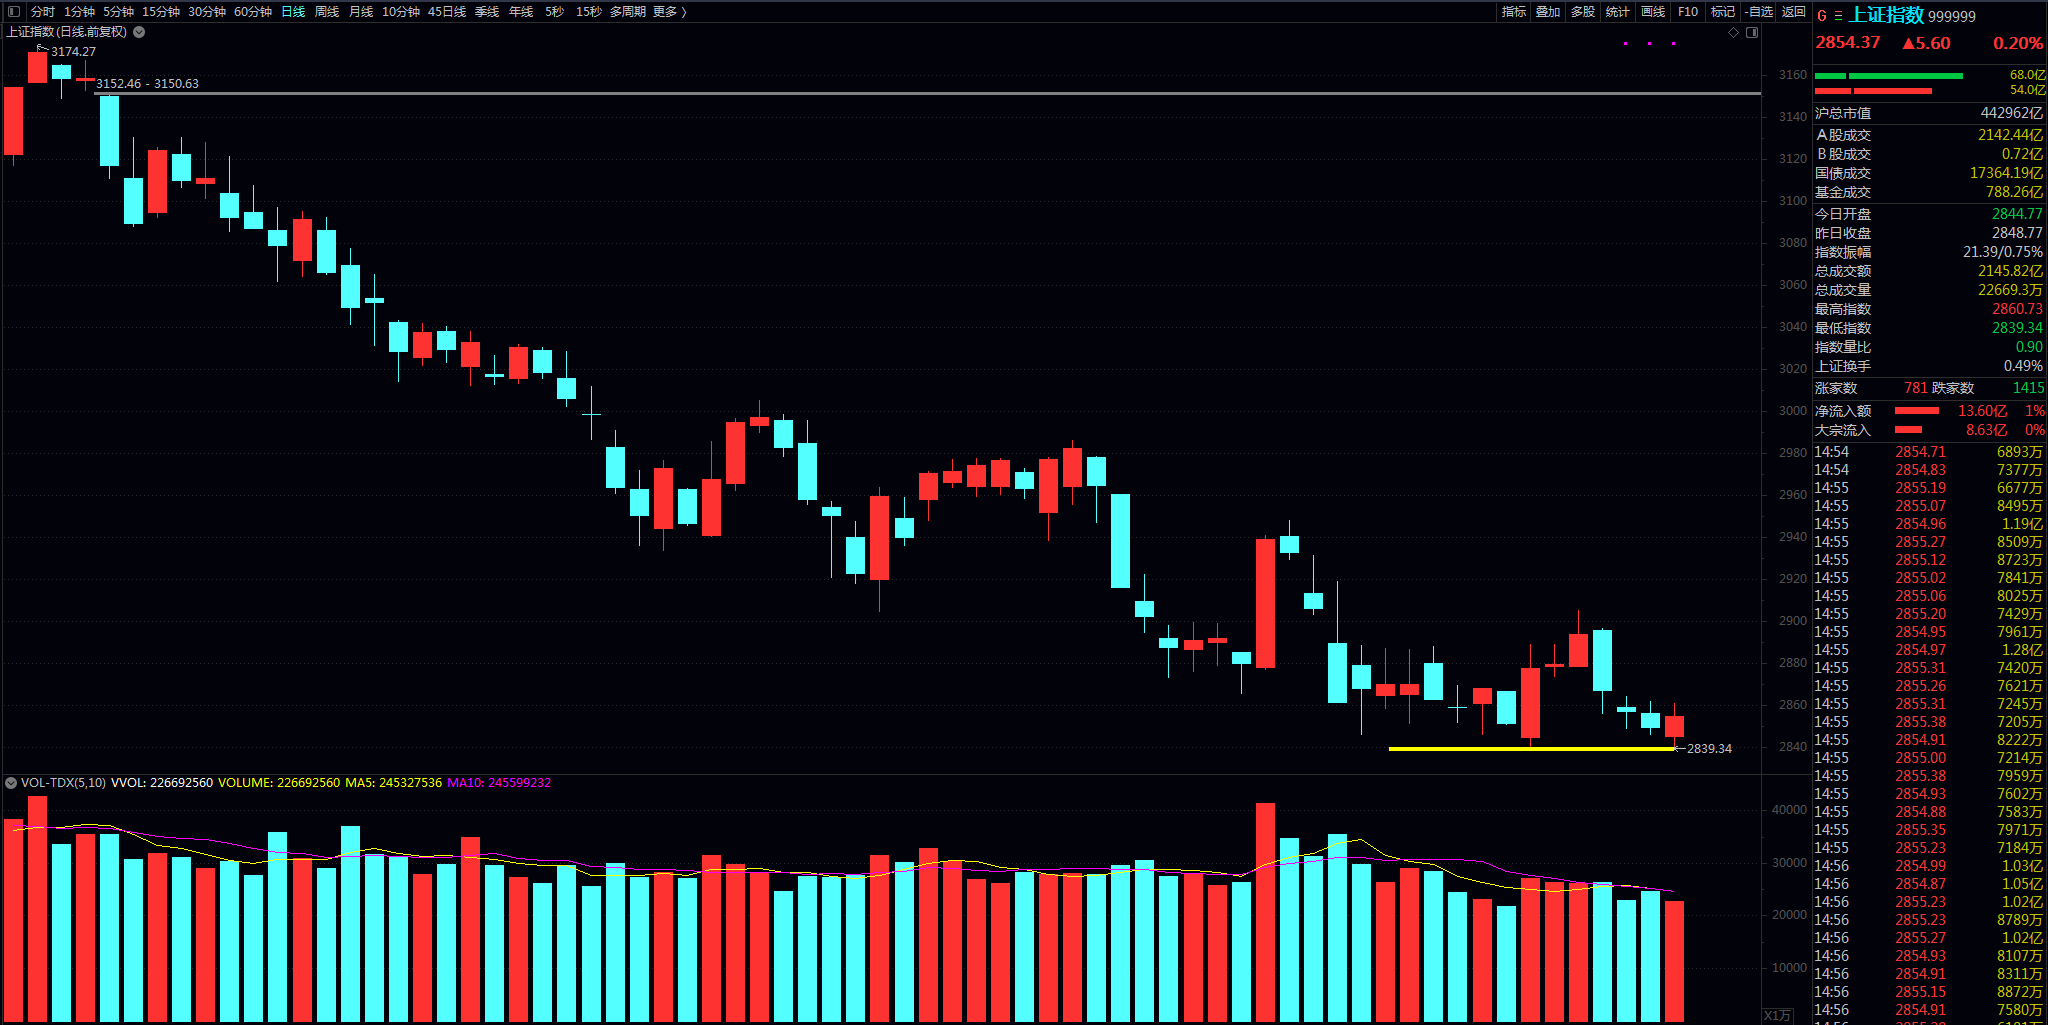 分时 1分钟 5分钟 15分钟 30分钟 60分钟 日线 周线 月线 10分钟 45日线 季线 年线 5秒 15秒 多周期 更多 〉
指标 叠加 多股 统计 画线 F10 标记 -自选 返回
上证指数(日线.前复权)
3174.27
3152.46 - 3150.63
2839.34
3160
3140
3120
3100
3080
3060
3040
3020
3000
2980
2960
2940
2920
2900
2880
2860
2840
VOL-TDX(5,10) VVOL: 226692560 VOLUME: 226692560 MA5: 245327536 MA10: 245599232
40000
30000
20000
10000
X1万
G 上证指数 999999
2854.37 ▲5.60 0.20%
68.0亿
54.0亿
沪总市值 442962亿
A股成交 2142.44亿
B股成交 0.72亿
国债成交 17364.19亿
基金成交 788.26亿
今日开盘 2844.77
昨日收盘 2848.77
指数振幅 21.39/0.75%
总成交额 2145.82亿
总成交量 22669.3万
最高指数 2860.73
最低指数 2839.34
指数量比 0.90
上证换手 0.49%
涨家数 781 跌家数 1415
净流入额 13.60亿 1%
大宗流入 8.63亿 0%
14:54 2854.71 6893万
14:54 2854.83 7377万
14:55 2855.19 6677万
14:55 2855.07 8495万
14:55 2854.96 1.19亿
14:55 2855.27 8509万
14:55 2855.12 8723万
14:55 2855.02 7841万
14:55 2855.06 8025万
14:55 2855.20 7429万
14:55 2854.95 7961万
14:55 2854.97 1.28亿
14:55 2855.31 7420万
14:55 2855.26 7621万
14:55 2855.31 7245万
14:55 2855.38 7205万
14:55 2854.91 8222万
14:55 2855.00 7214万
14:55 2855.38 7959万
14:55 2854.93 7602万
14:55 2854.88 7583万
14:55 2855.35 7971万
14:55 2855.23 7184万
14:56 2854.99 1.03亿
14:56 2854.87 1.05亿
14:56 2855.23 1.02亿
14:56 2855.23 8789万
14:56 2855.27 1.02亿
14:56 2854.93 8107万
14:56 2854.91 8311万
14:56 2855.15 8872万
14:56 2854.91 7580万